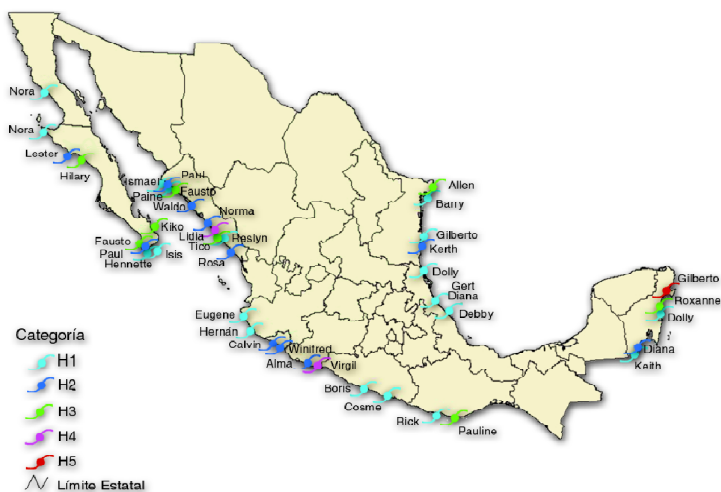 Nora
Nora
Lester
Hilary
Ismael
Paul
Paine
Fausto
Waldo
Norma
Lidia
Tico
Roslyn
Rosa
Kiko
Fausto
Paul
Hennette
Isis
Allen
Barry
Gilberto
Kerth
Dolly
Gert
Diana
Debby
Gilberto
Roxanne
Dolly
Diana
Kaith
Eugene
Hernán
Calvin
Winifred
Alma
Virgil
Boris
Cosme
Rick
Pauline
Categoría
H1
H2
H3
H4
H5
Límite Estatal